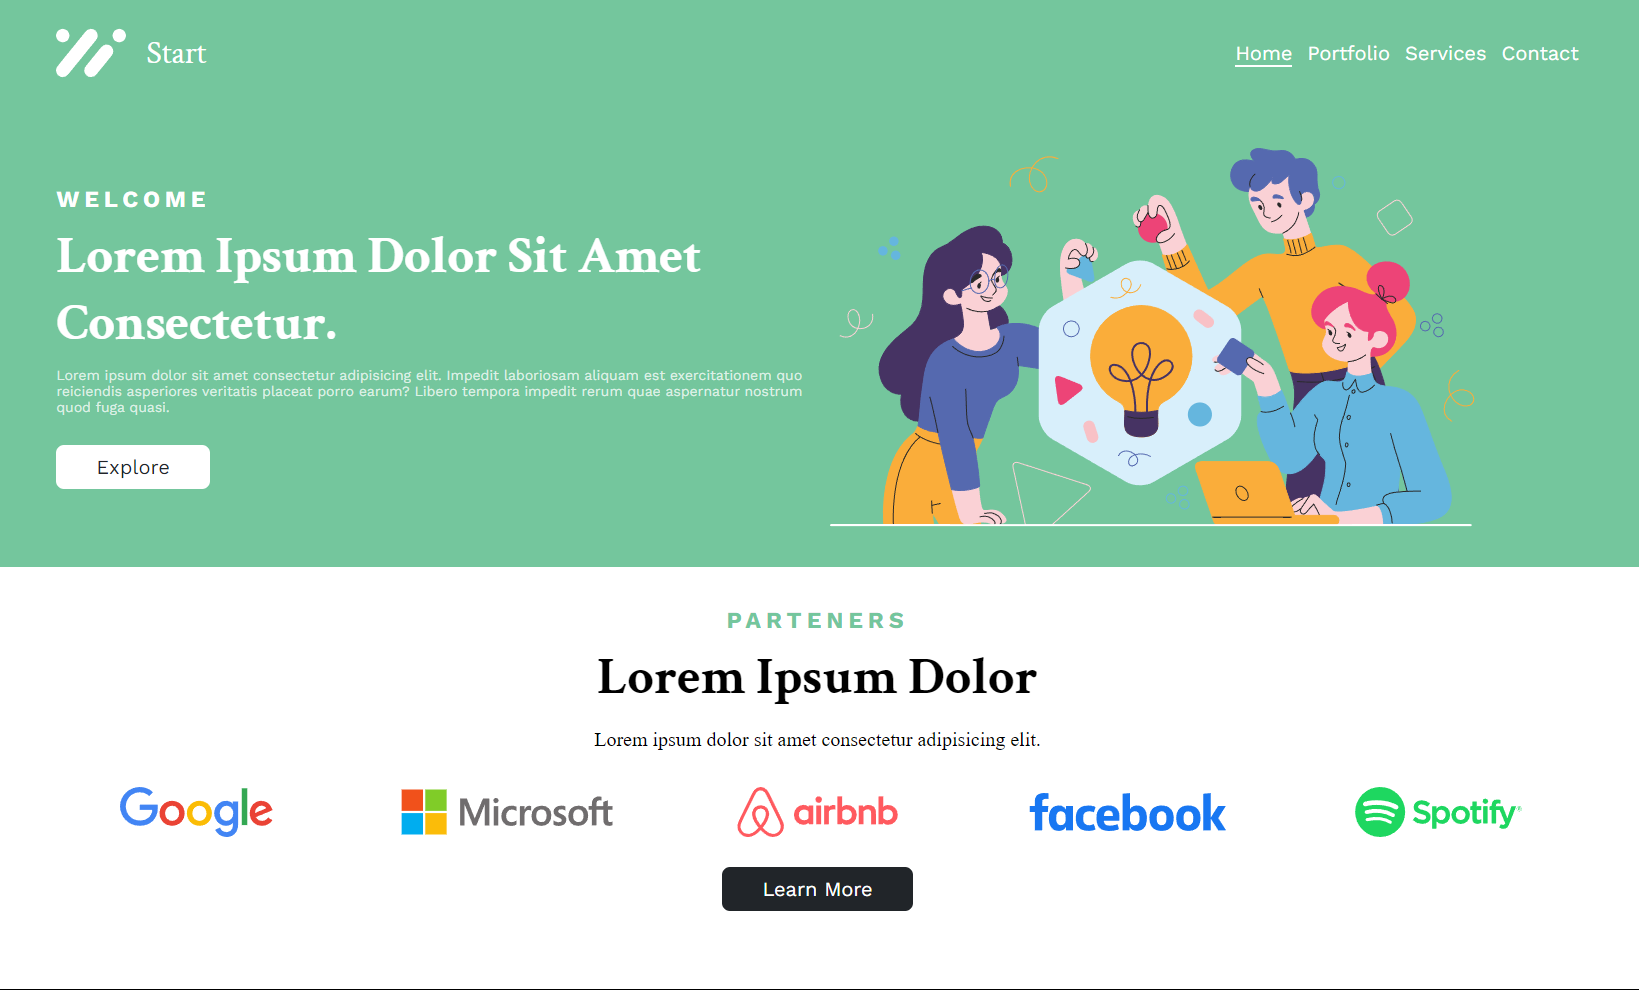 Start
Home Portfolio Services Contact
WELCOME
Lorem Ipsum Dolor Sit Amet
Consectetur.
Lorem ipsum dolor sit amet consectetur adipisicing elit. Impedit laboriosam aliquam est exercitationem quo
reiciendis asperiores veritatis placeat porro earum? Libero tempora impedit rerum quae aspernatur nostrum
quod fuga quasi.
Explore
PARTENERS
Lorem Ipsum Dolor
Lorem ipsum dolor sit amet consectetur adipisicing elit.
Google Microsoft airbnb facebook Spotify
Learn More